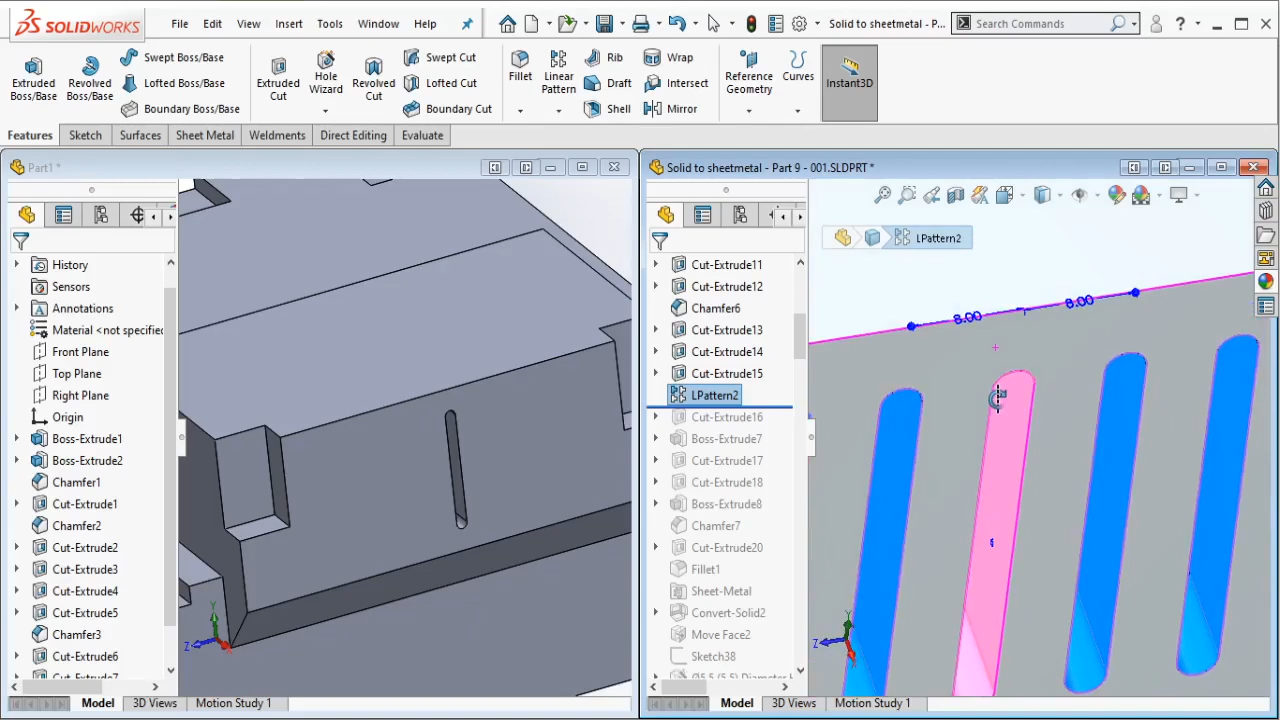 SOLIDWORKS
File Edit View Insert Tools Window Help
Solid to sheetmetal - P...
Search Commands
Extruded Boss/Base
Revolved Boss/Base
Swept Boss/Base
Lofted Boss/Base
Boundary Boss/Base
Extruded Cut
Hole Wizard
Revolved Cut
Swept Cut
Lofted Cut
Boundary Cut
Fillet
Linear Pattern
Rib
Draft
Shell
Wrap
Intersect
Mirror
Reference Geometry
Curves
Instant3D
Features Sketch Surfaces Sheet Metal Weldments Direct Editing Evaluate
Part1 *
History
Sensors
Annotations
Material <not specified
Front Plane
Top Plane
Right Plane
Origin
Boss-Extrude1
Boss-Extrude2
Chamfer1
Cut-Extrude1
Chamfer2
Cut-Extrude2
Cut-Extrude3
Cut-Extrude4
Cut-Extrude5
Chamfer3
Cut-Extrude6
Cut-Extrude7
Y
Z
X
Model 3D Views Motion Study 1
Solid to sheetmetal - Part 9 - 001.SLDPRT *
Cut-Extrude11
Cut-Extrude12
Chamfer6
Cut-Extrude13
Cut-Extrude14
Cut-Extrude15
LPattern2
Cut-Extrude16
Boss-Extrude7
Cut-Extrude17
Cut-Extrude18
Boss-Extrude8
Chamfer7
Cut-Extrude20
Fillet1
Sheet-Metal
Convert-Solid2
Move Face2
Sketch38
Ø5.5 (5.5) Diameter
LPattern2
8.00
8.00
Y
Z
X
Model 3D Views Motion Study 1